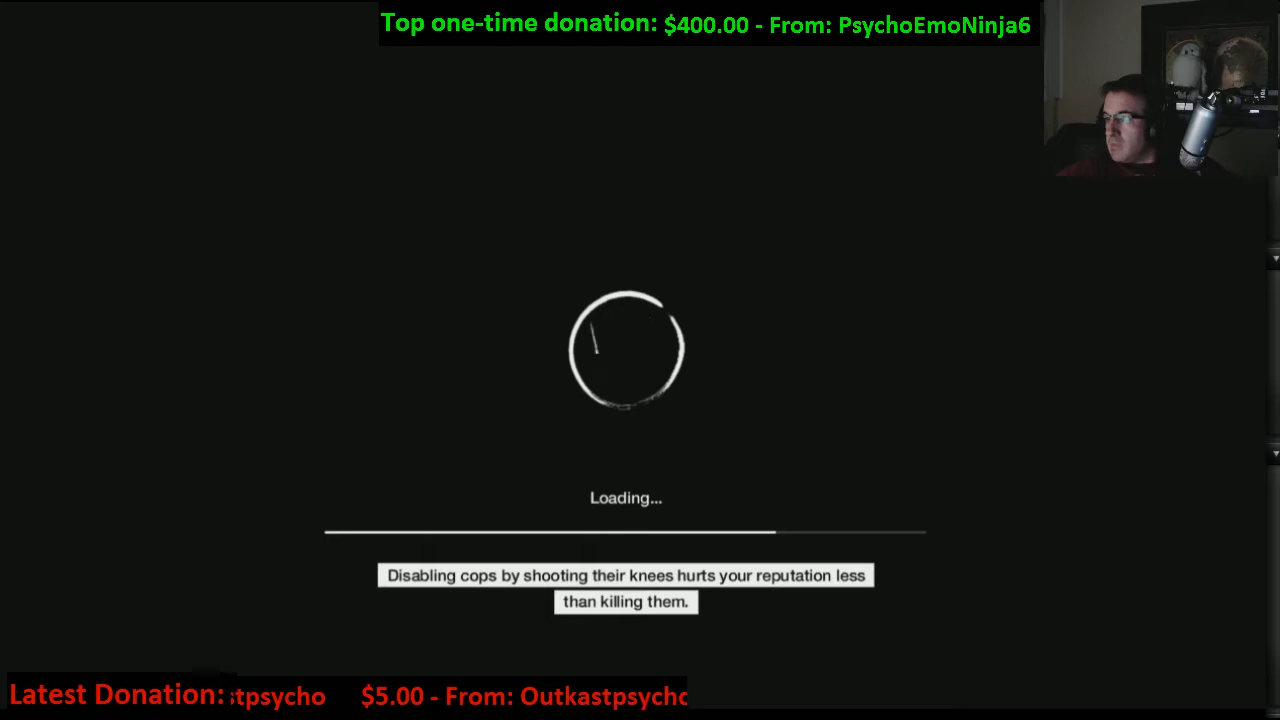 Top one-time donation: $400.00 - From: PsychoEmoNinja6
Loading...
Disabling cops by shooting their knees hurts your reputation less
than killing them.
Latest Donation: stpsycho $5.00 - From: Outkastpsycho